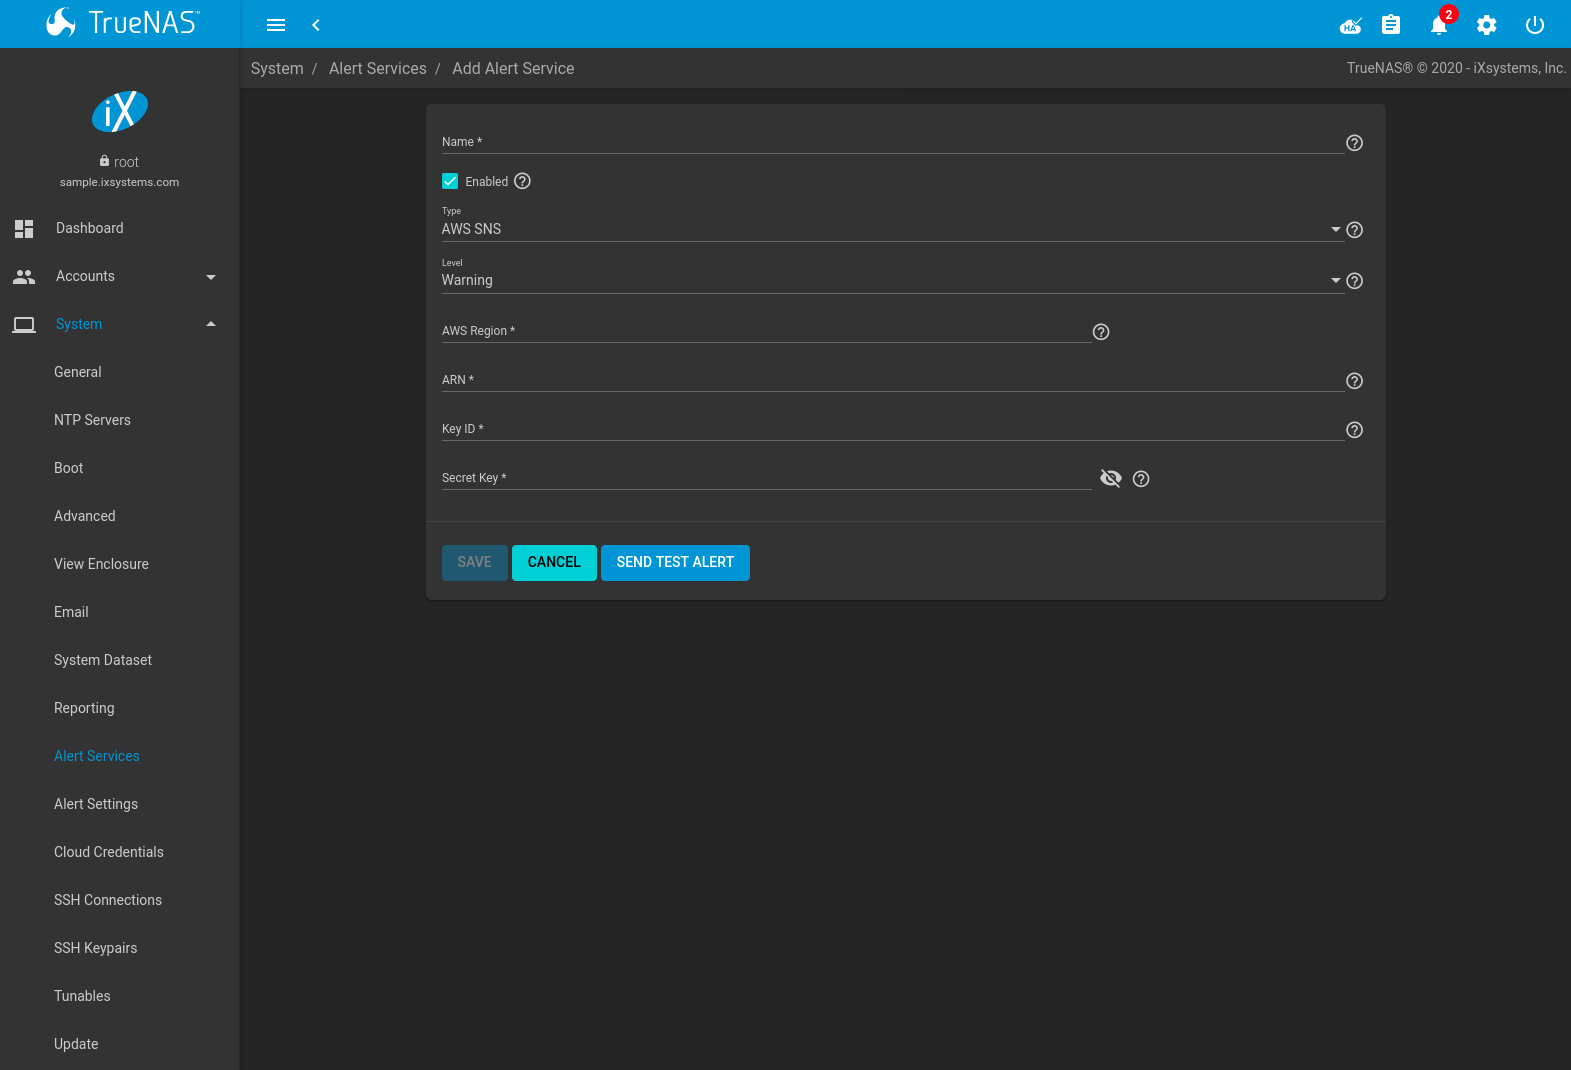 TrueNAS™
2
System / Alert Services / Add Alert Service
TrueNAS® © 2020 - iXsystems, Inc.
iX
root
sample.ixsystems.com
Dashboard
Accounts
System
General
NTP Servers
Boot
Advanced
View Enclosure
Email
System Dataset
Reporting
Alert Services
Alert Settings
Cloud Credentials
SSH Connections
SSH Keypairs
Tunables
Update
HA
Name *
Enabled
Type
AWS SNS
Level
Warning
AWS Region *
ARN *
Key ID *
Secret Key *
SAVE
CANCEL
SEND TEST ALERT